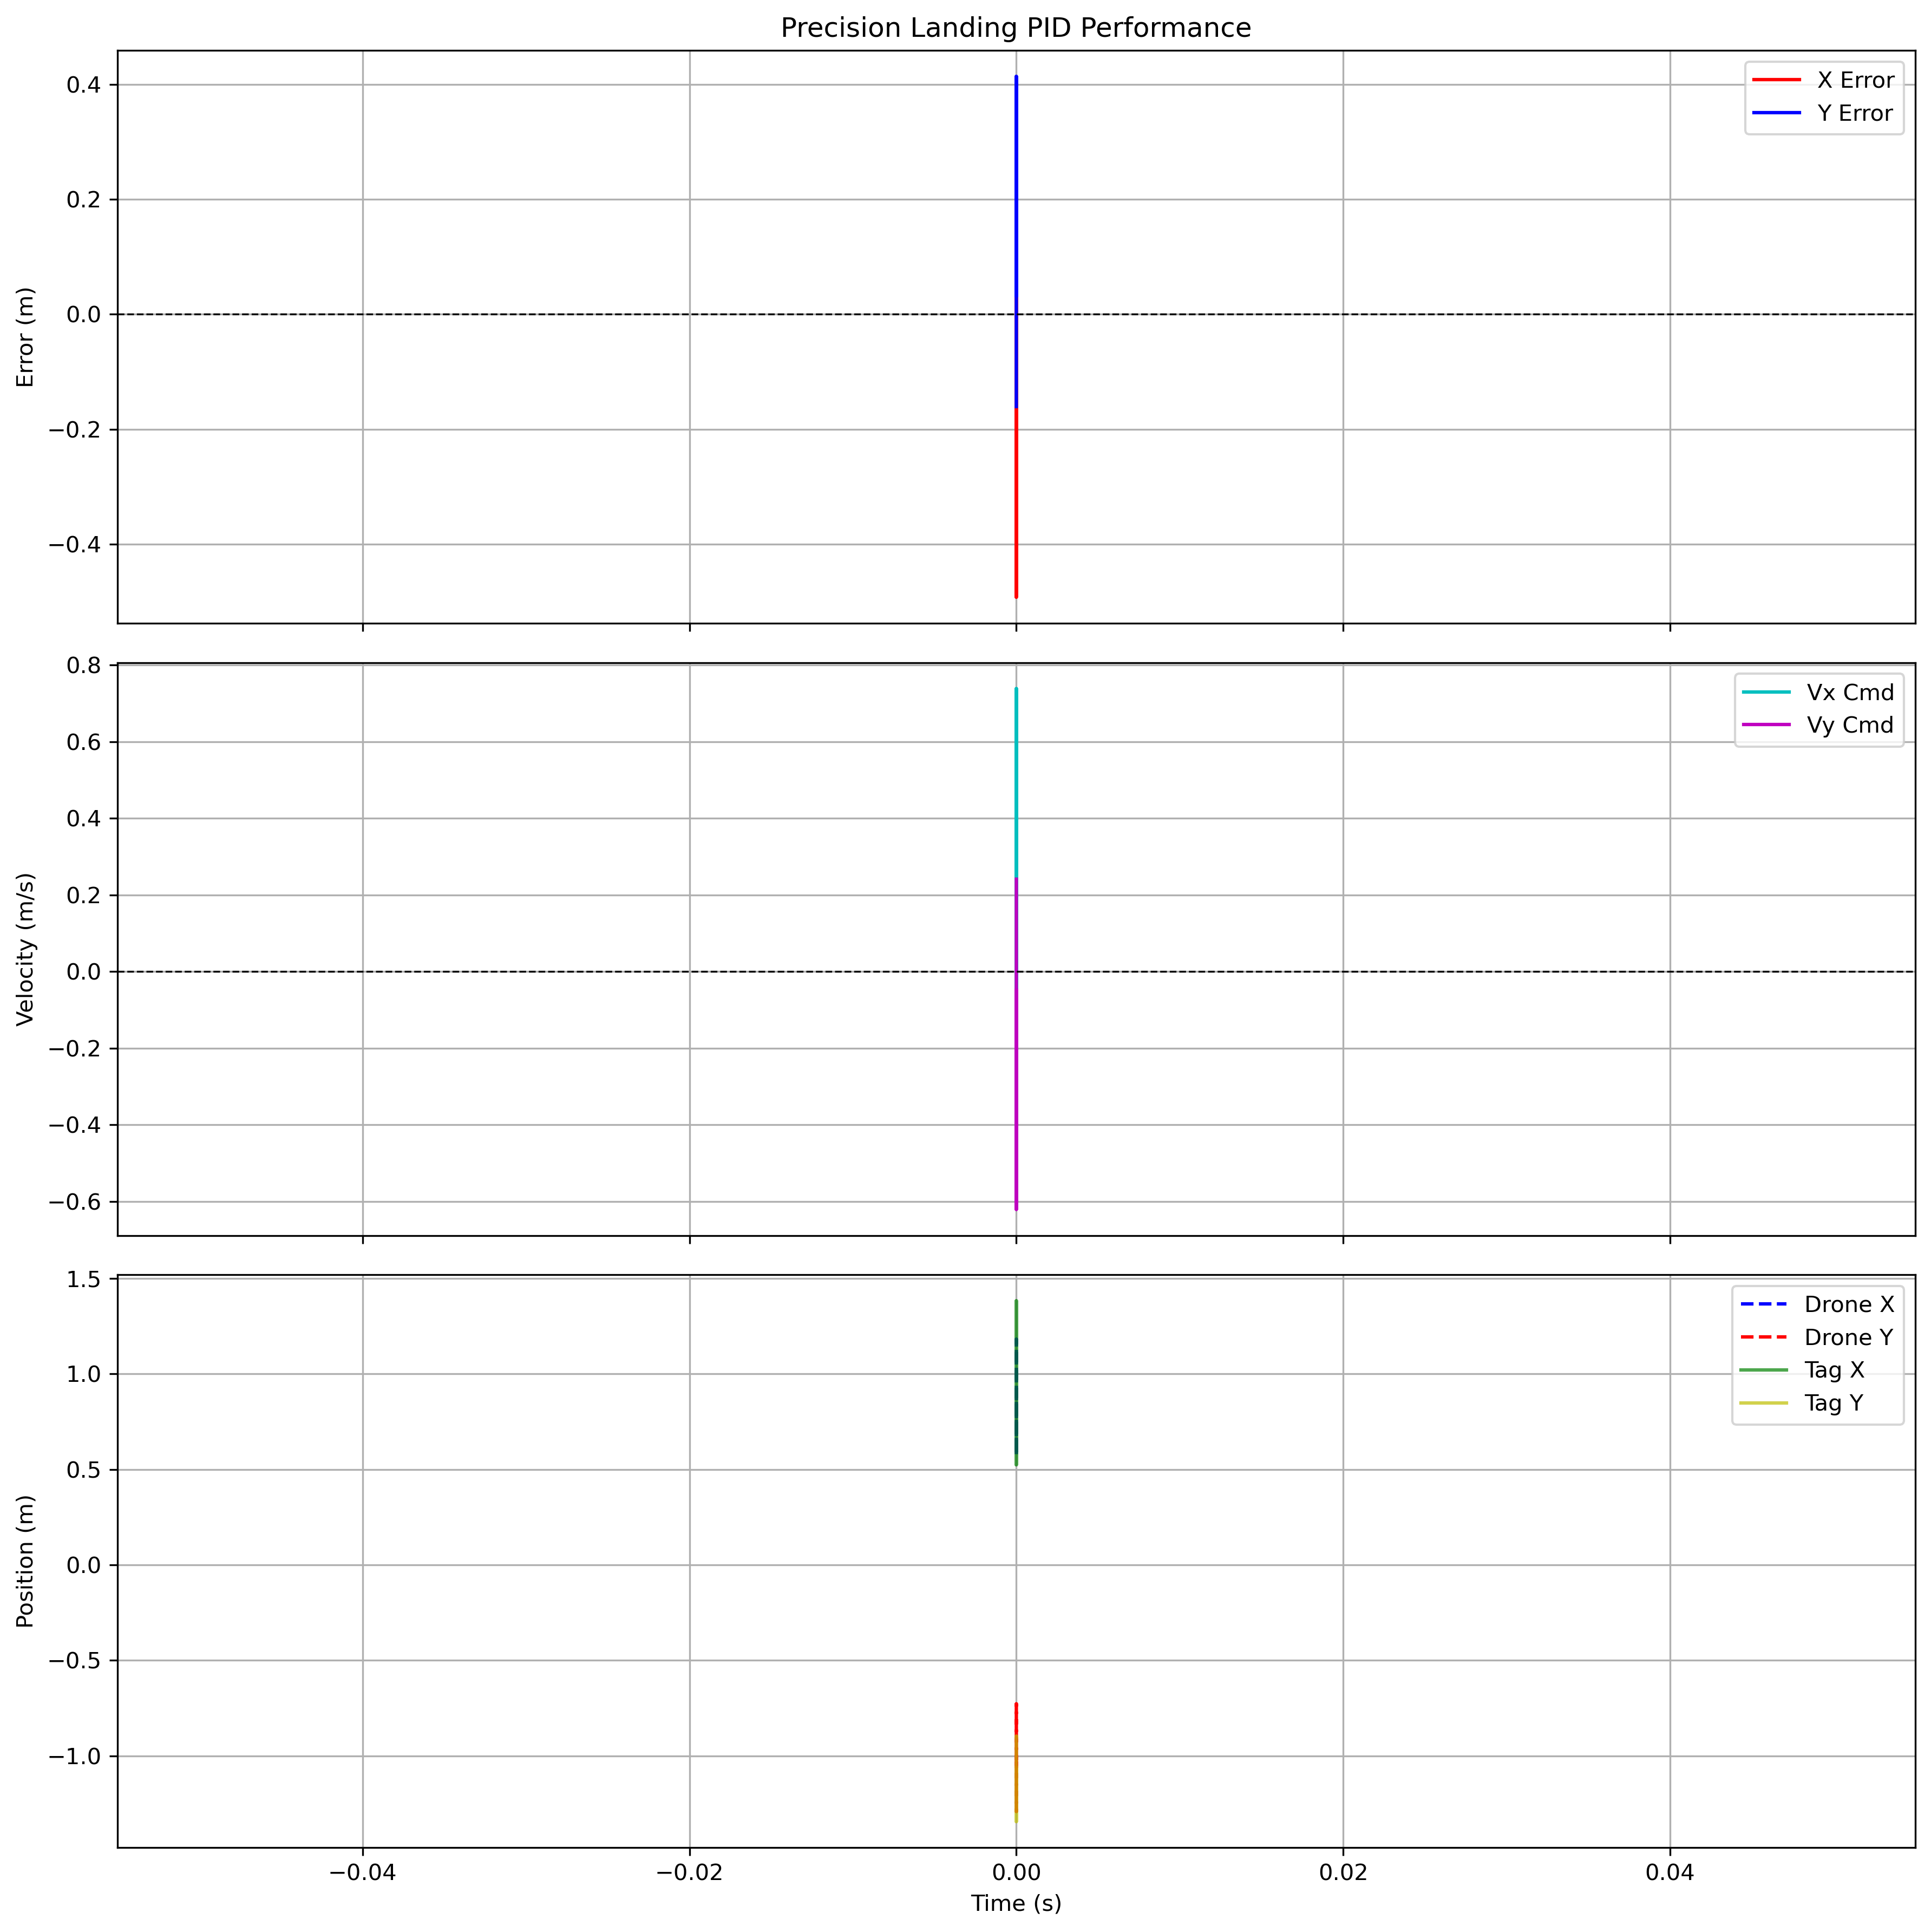 Precision Landing PID Performance
Error (m)
0.4
0.2
0.0
−0.2
−0.4
X Error
Y Error
Velocity (m/s)
0.8
0.6
0.4
0.2
0.0
−0.2
−0.4
−0.6
Vx Cmd
Vy Cmd
Position (m)
1.5
1.0
0.5
0.0
−0.5
−1.0
Drone X
Drone Y
Tag X
Tag Y
−0.04 −0.02 0.00 0.02 0.04
Time (s)